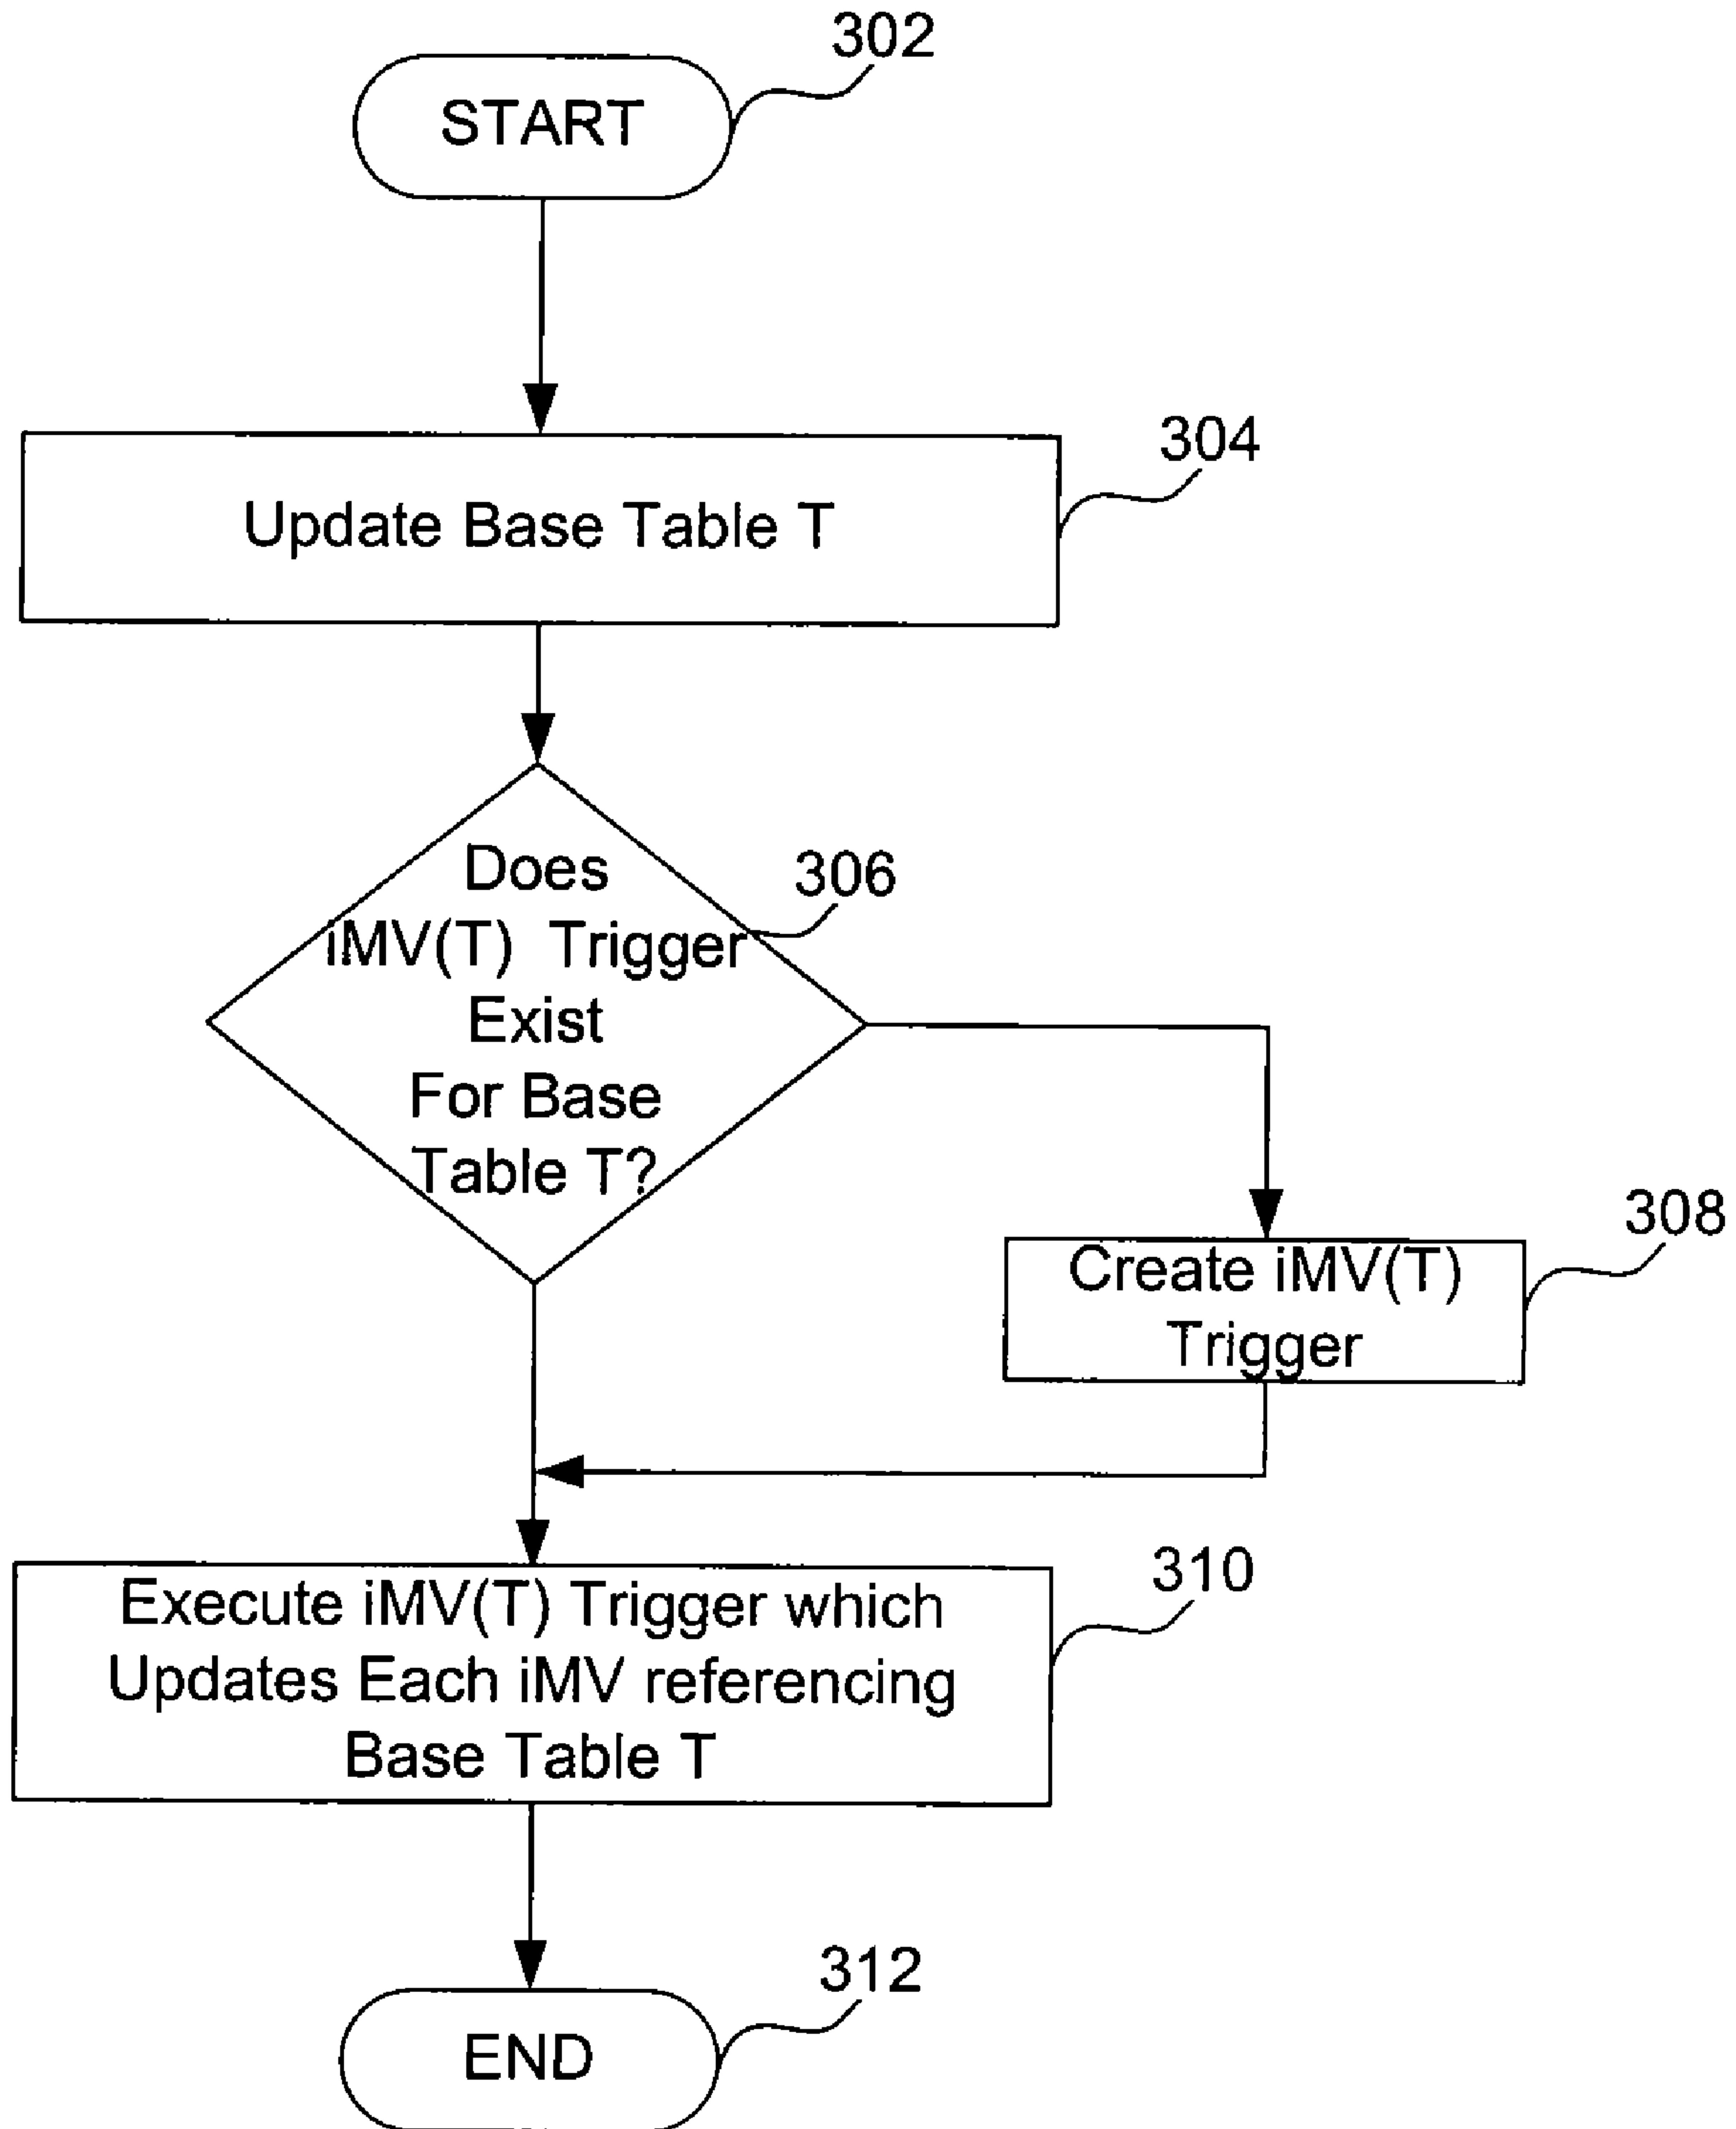 302
START
304
Update Base Table T
306
Does
iMV(T) Trigger
Exist
For Base
Table T?
308
Create iMV(T)
Trigger
310
Execute iMV(T) Trigger which
Updates Each iMV referencing
Base Table T
312
END